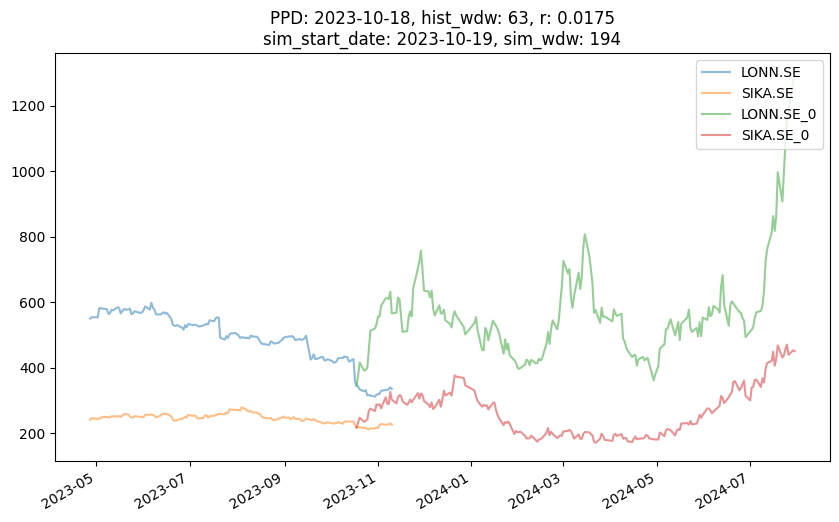 PPD: 2023-10-18, hist_wdw: 63, r: 0.0175
sim_start_date: 2023-10-19, sim_wdw: 194
LONN.SE
SIKA.SE
LONN.SE_0
SIKA.SE_0
1200
1000
800
600
400
200
2023-05
2023-07
2023-09
2023-11
2024-01
2024-03
2024-05
2024-07